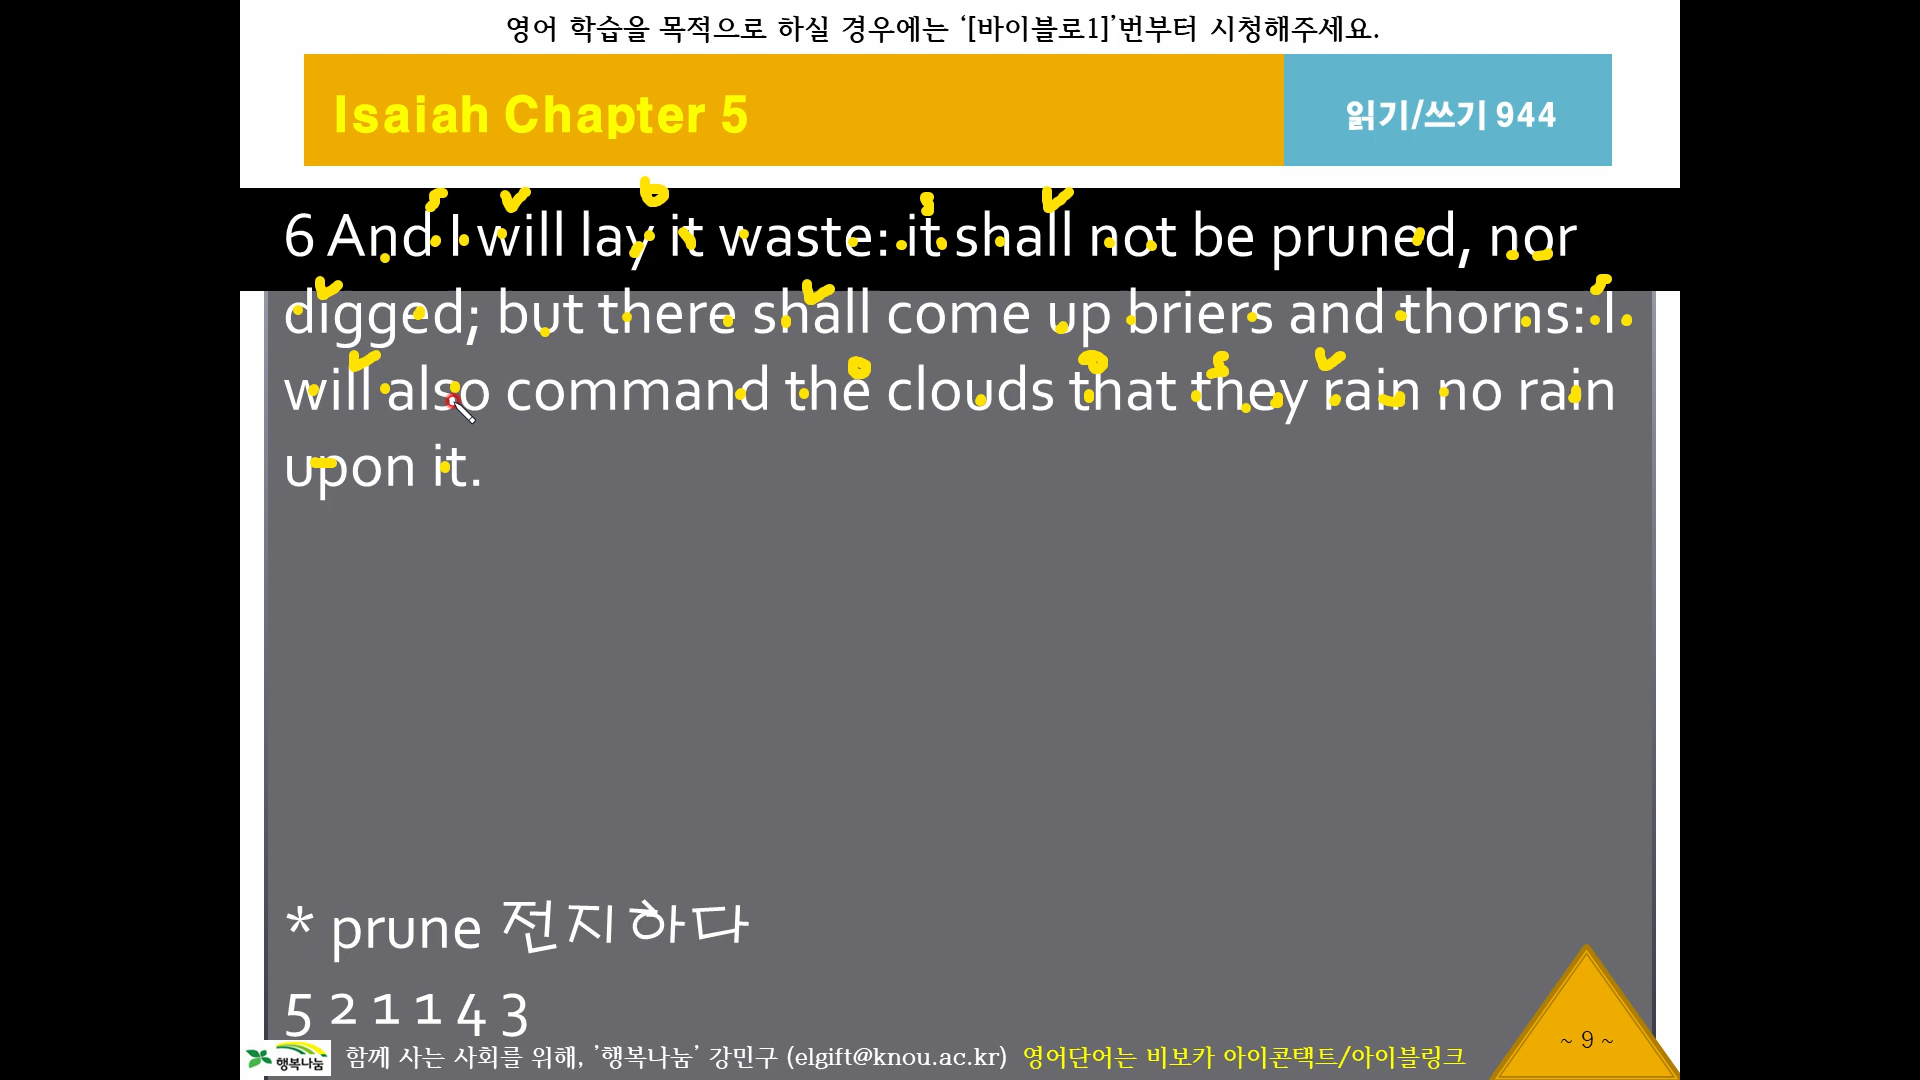 영어 학습을 목적으로 하실 경우에는 ‘[바이블로1]’번부터 시청해주세요.
Isaiah Chapter 5
읽기/쓰기 944
6 And I will lay it waste: it shall not be pruned, nor
digged; but there shall come up briers and thorns: I
will also command the clouds that they rain no rain
upon it.
* prune 전지하다
5 2 1 1 4 3
~ 9 ~
행복나눔 함께 사는 사회를 위해, ’행복나눔’ 강민구 (elgift@knou.ac.kr) 영어단어는 비보카 아이콘택트/아이블링크